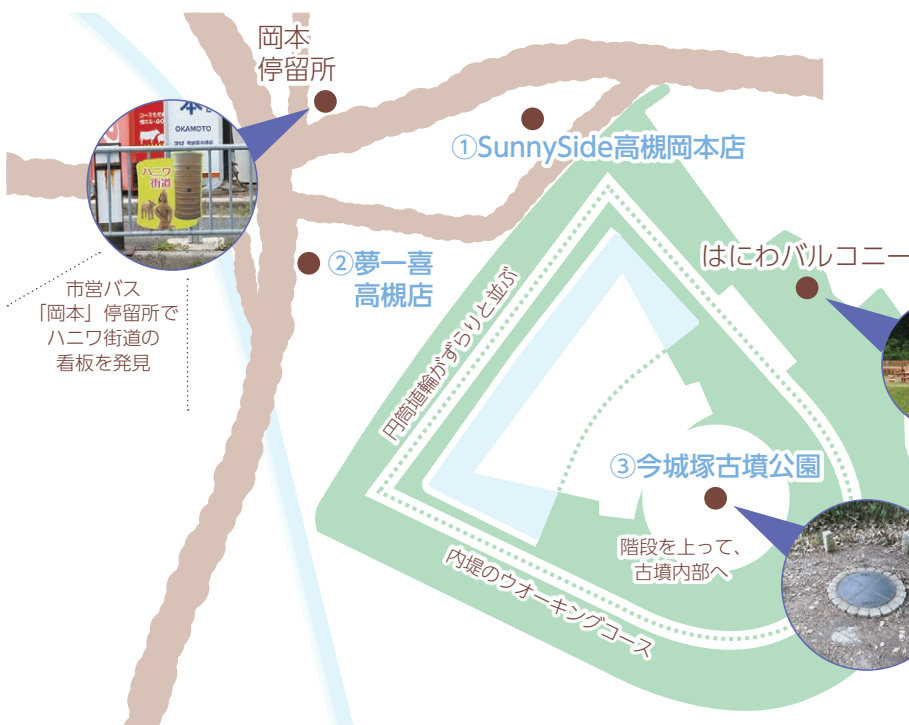 岡本
停留所
本
OKAMOTO
ハニワ
街道
①SunnySide高槻岡本店
②夢一喜
高槻店
はにわバルコニー
市営バス
「岡本」停留所で
ハニワ街道の
看板を発見
円筒埴輪がずらりと並ぶ
③今城塚古墳公園
階段を上って、
古墳内部へ
内堤のウオーキングコース